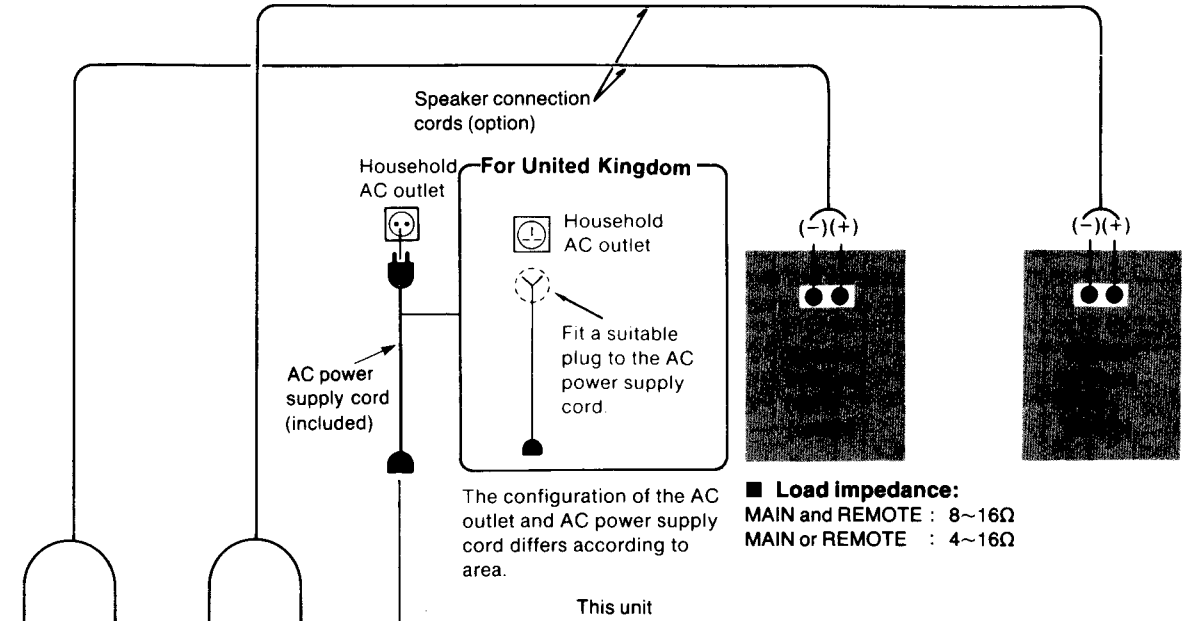 Speaker connection
cords (option)
Household
AC outlet
For United Kingdom
Household
AC outlet
Fit a suitable
plug to the AC
power supply
cord.
AC power
supply cord
(included)
(−)(+)
(−)(+)
The configuration of the AC
outlet and AC power supply
cord differs according to
area.
■ Load impedance:
MAIN and REMOTE : 8~16Ω
MAIN or REMOTE : 4~16Ω
This unit